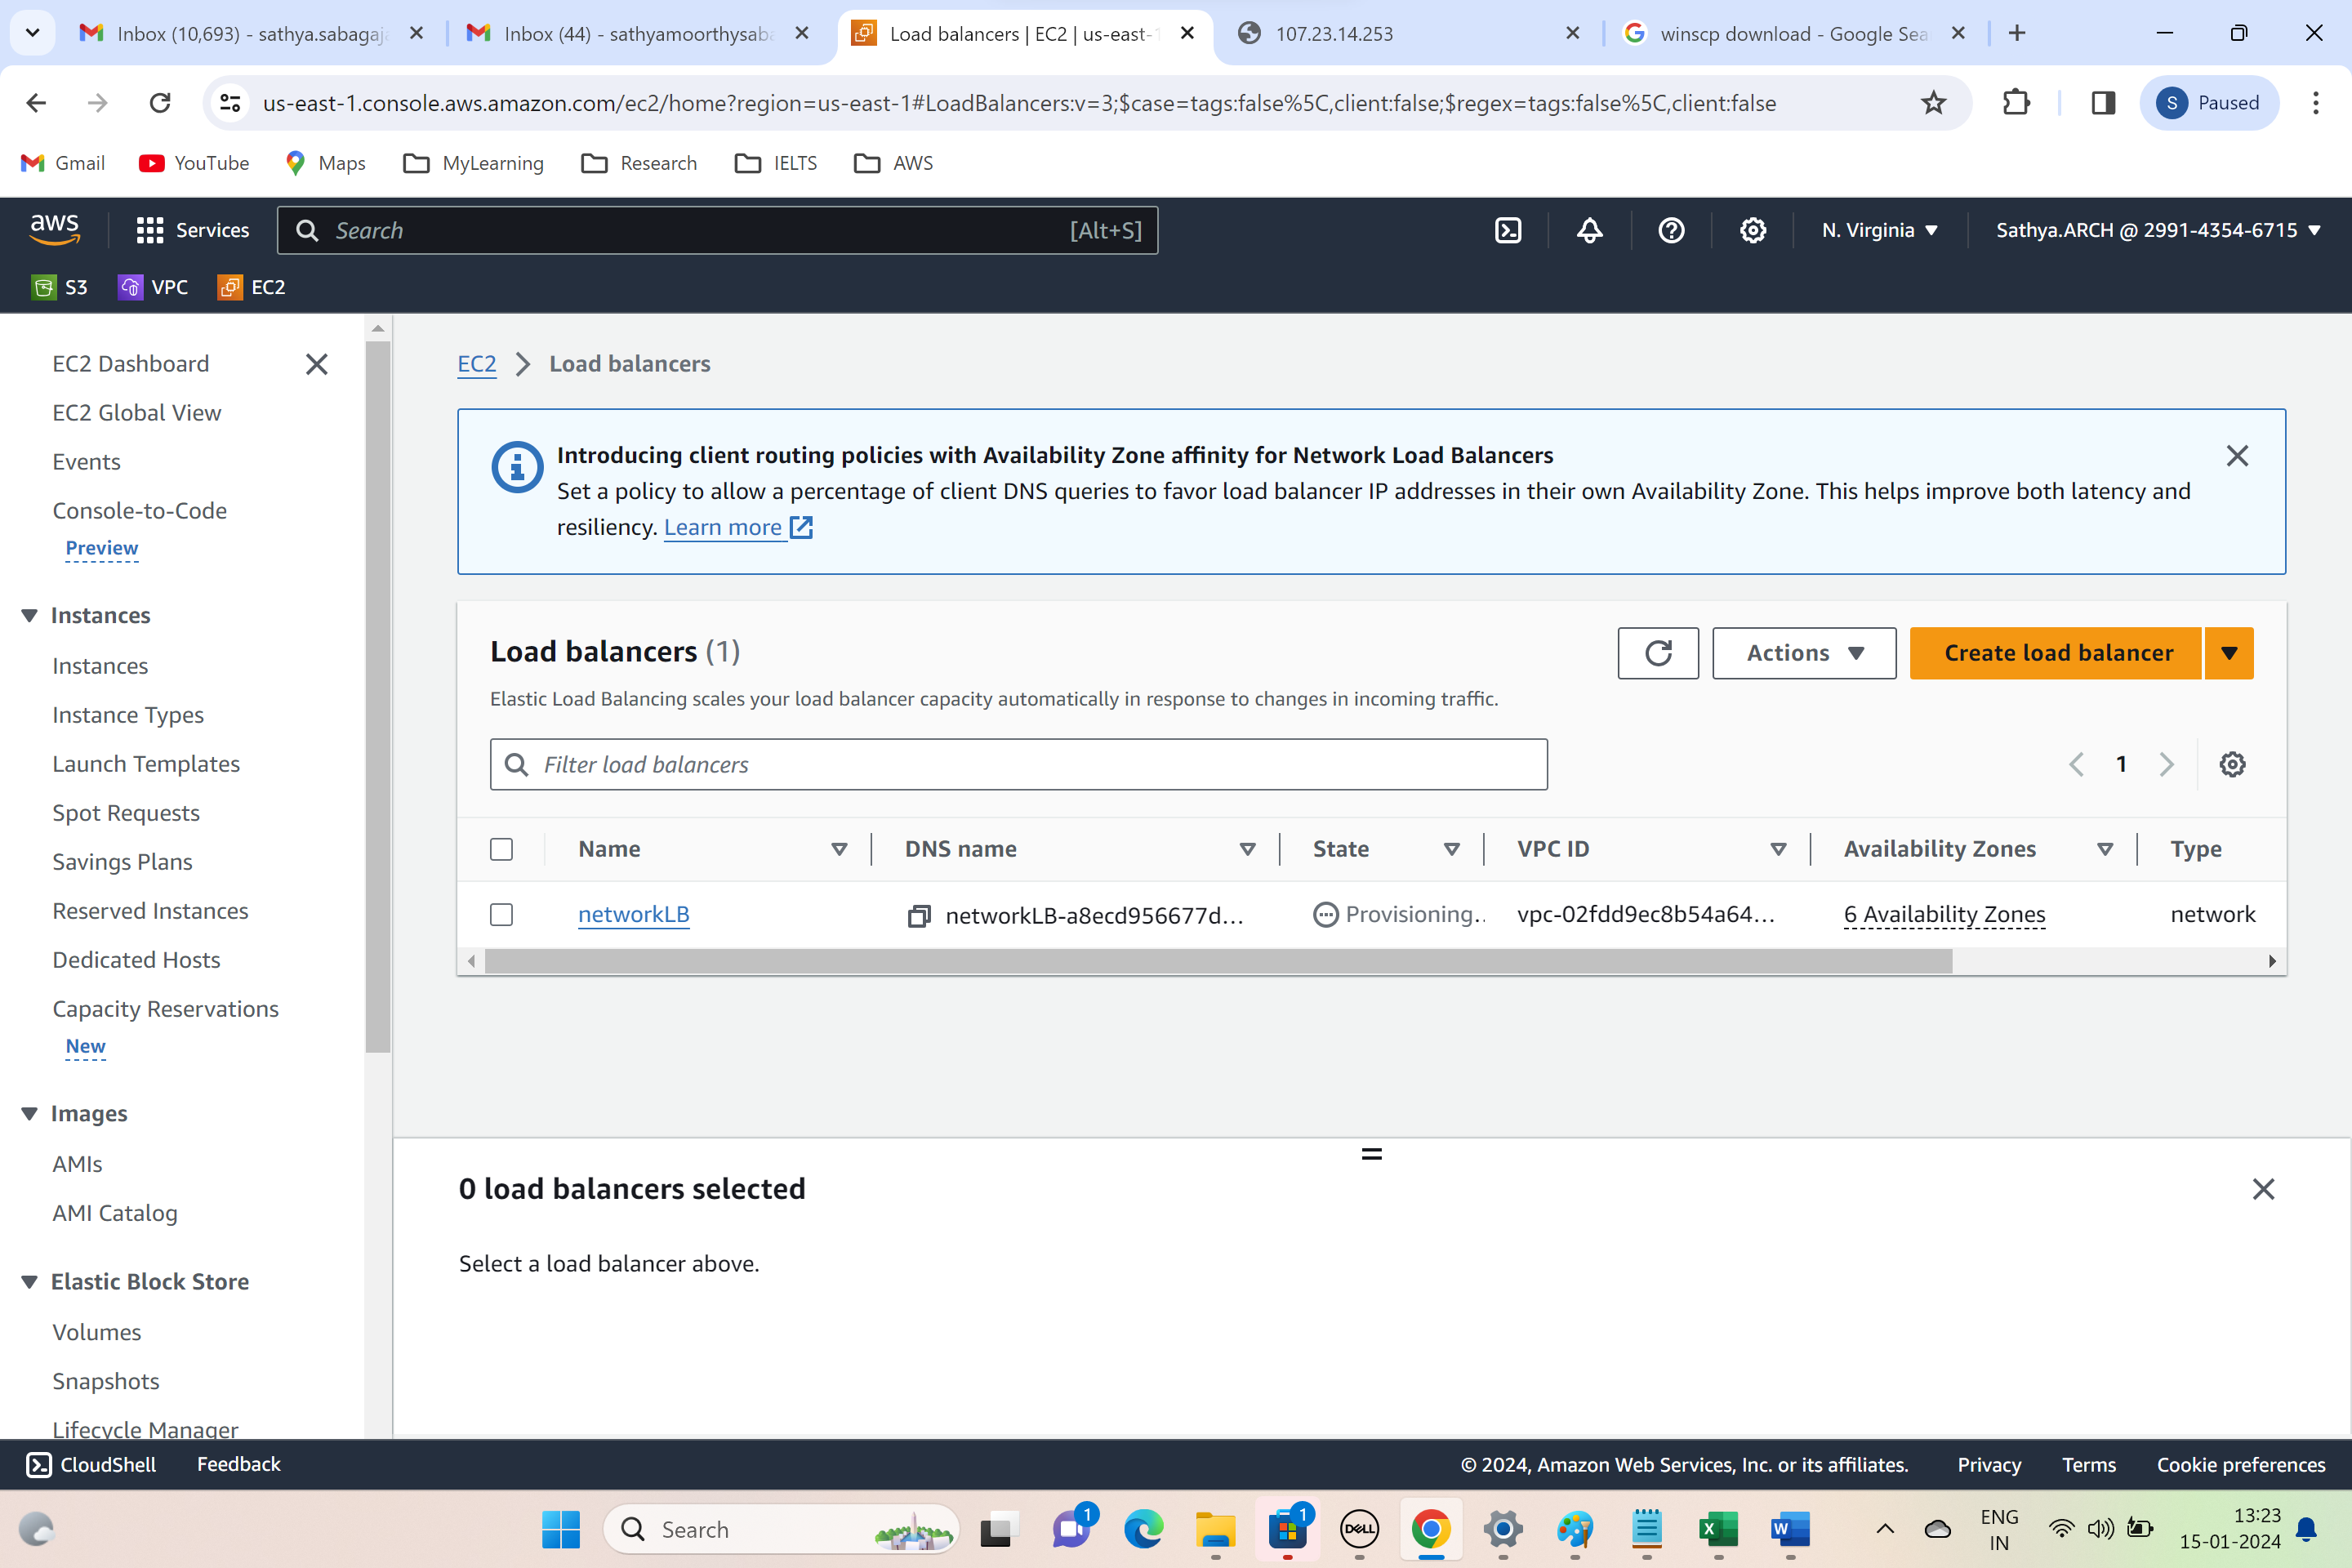 Inbox (10,693) - sathya.sabagaj
Inbox (44) - sathyamoorthysaba
Load balancers | EC2 | us-east-1
107.23.14.253
winscp download - Google Sea
us-east-1.console.aws.amazon.com/ec2/home?region=us-east-1#LoadBalancers:v=3;$case=tags:false%5C,client:false;$regex=tags:false%5C,client:false
S Paused
Gmail
YouTube
Maps
MyLearning
Research
IELTS
AWS
aws
Services
Search [Alt+S]
N. Virginia
Sathya.ARCH @ 2991-4354-6715
S3
VPC
EC2
EC2 Dashboard
EC2 Global View
Events
Console-to-Code
Preview
Instances
Instances
Instance Types
Launch Templates
Spot Requests
Savings Plans
Reserved Instances
Dedicated Hosts
Capacity Reservations
New
Images
AMIs
AMI Catalog
Elastic Block Store
Volumes
Snapshots
Lifecycle Manager
EC2 > Load balancers
Introducing client routing policies with Availability Zone affinity for Network Load Balancers
Set a policy to allow a percentage of client DNS queries to favor load balancer IP addresses in their own Availability Zone. This helps improve both latency and
resiliency. Learn more
Load balancers (1)
Actions
Create load balancer
Elastic Load Balancing scales your load balancer capacity automatically in response to changes in incoming traffic.
Filter load balancers
1
Name DNS name State VPC ID Availability Zones Type
networkLB networkLB-a8ecd956677d... Provisioning.. vpc-02fdd9ec8b54a64... 6 Availability Zones network
0 load balancers selected
Select a load balancer above.
CloudShell
Feedback
© 2024, Amazon Web Services, Inc. or its affiliates.
Privacy
Terms
Cookie preferences
Search
1
1
DELL
X
W
ENG
IN
13:23
15-01-2024